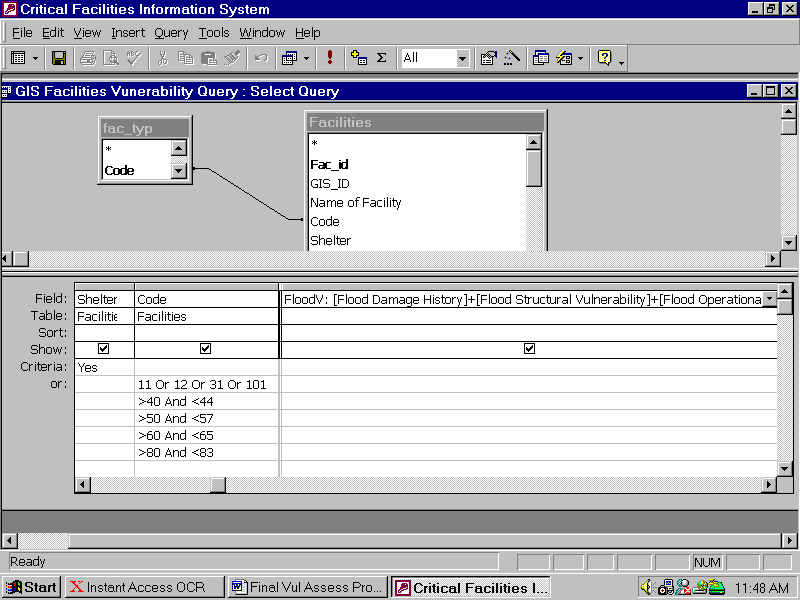 Critical Facilities Information System
File Edit View Insert Query Tools Window Help
All
GIS Facilities Vunerability Query : Select Query
fac_typ
*
Code
Facilities
*
Fac_id
GIS_ID
Name of Facility
Code
Shelter
Field: Shelter Code FloodV: [Flood Damage History]+[Flood Structural Vulnerability]+[Flood Operationa
Table: Facilitie Facilities
Sort:
Show:
Criteria: Yes
or: 11 Or 12 Or 31 Or 101
>40 And <44
>50 And <57
>60 And <65
>80 And <83
Ready NUM
Start Instant Access OCR Final Vul Assess Pro... Critical Facilities I... 11:48 AM